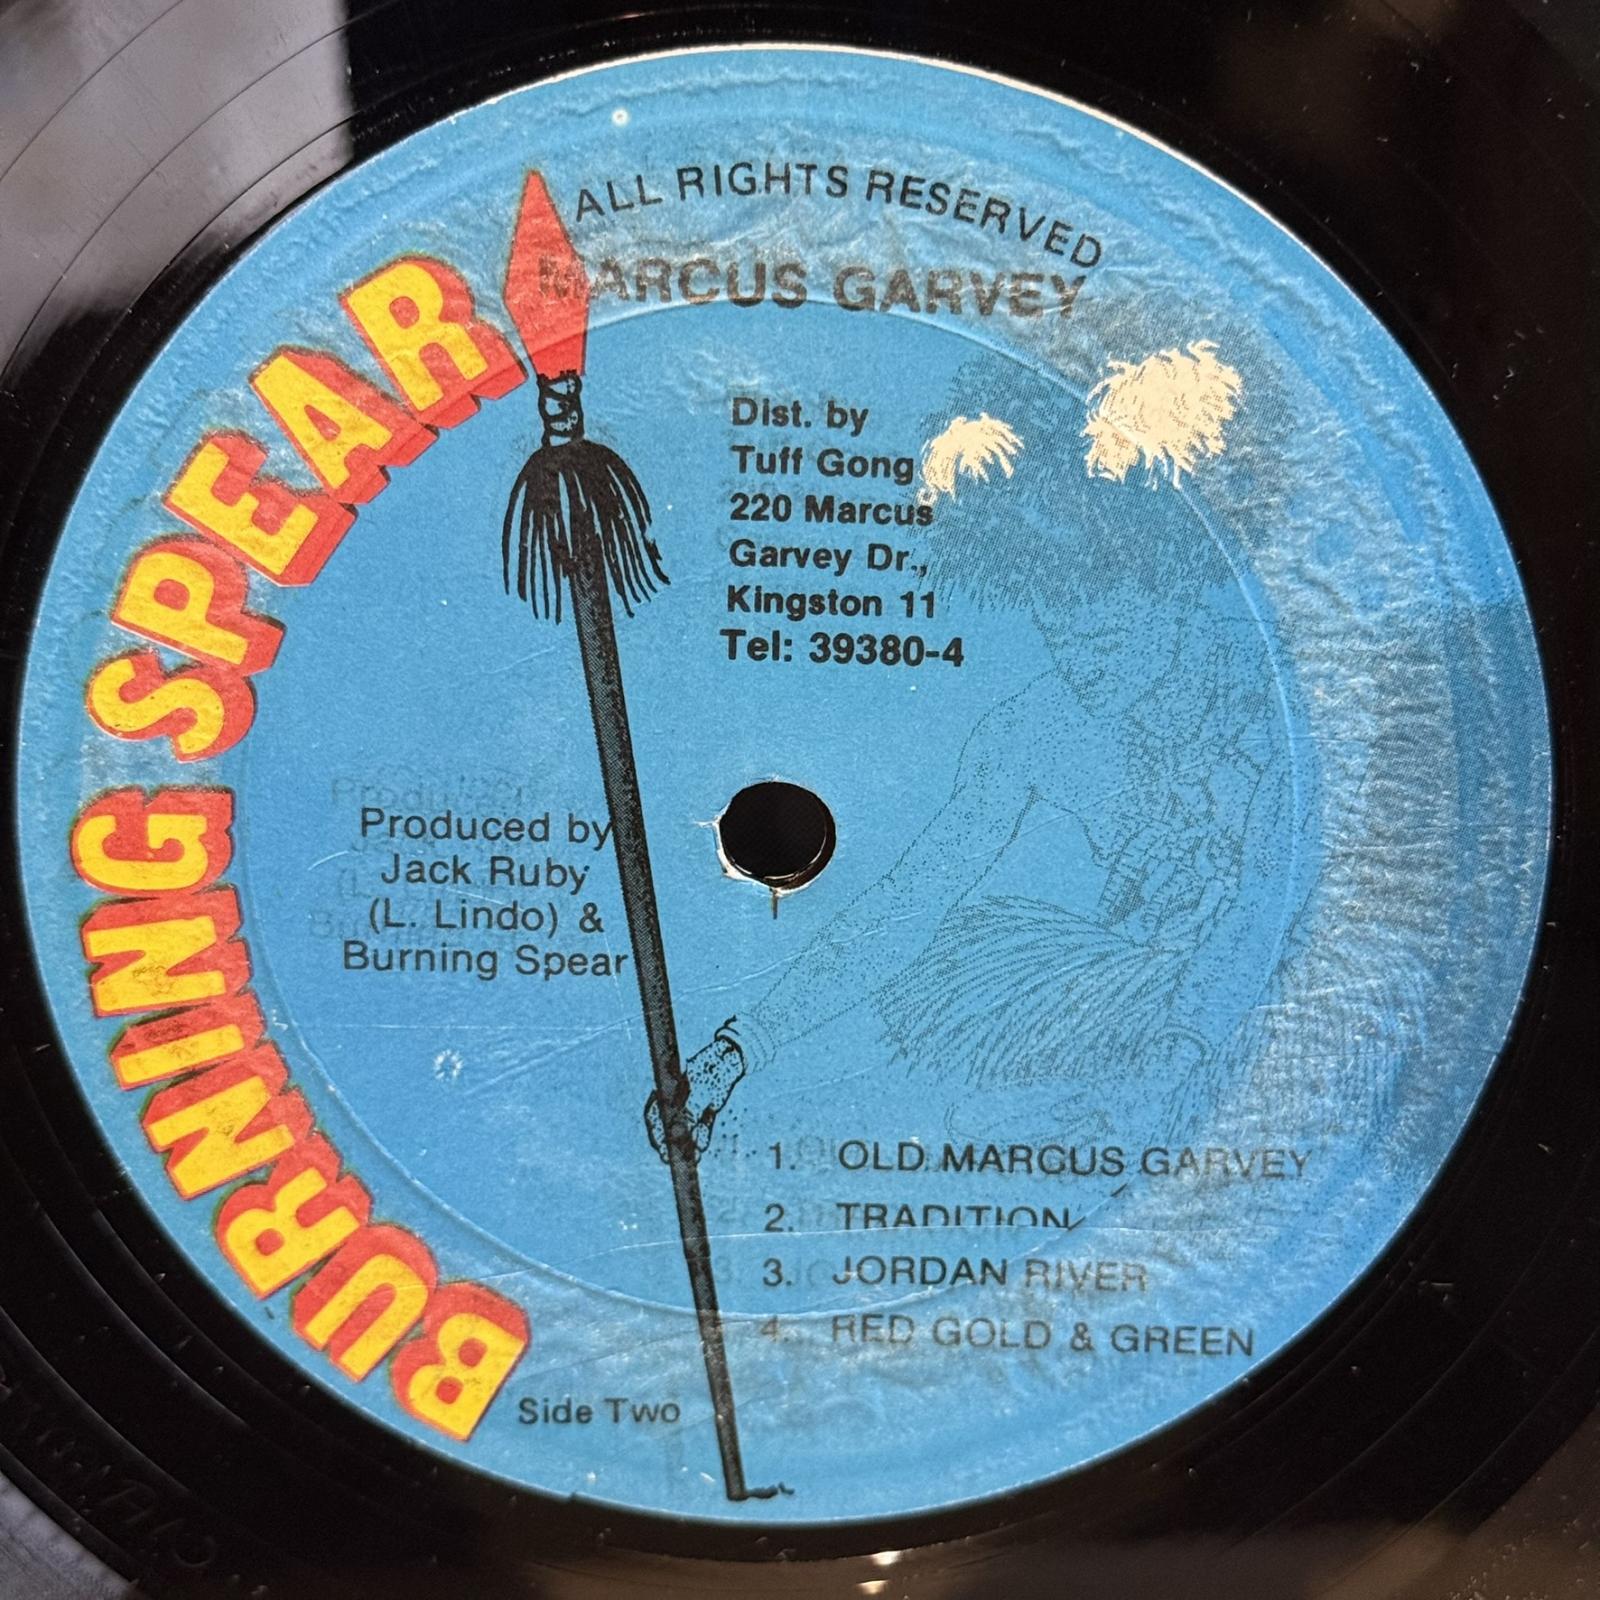 ALL RIGHTS RESERVED
MARCUS GARVEY
BURNING SPEAR
Dist. by
Tuff Gong
220 Marcus
Garvey Dr.,
Kingston 11
Tel: 39380-4
Produced by
Jack Ruby
(L. Lindo) &
Burning Spear
1. OLD MARCUS GARVEY
2. TRADITION
3. JORDAN RIVER
4. RED GOLD & GREEN
Side Two